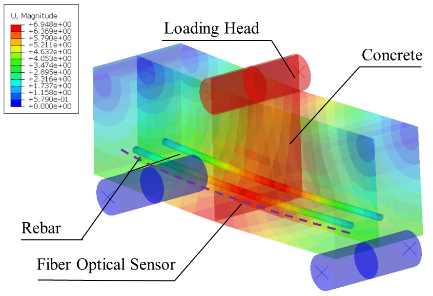 U, Magnitude
+6.948e+00
+6.369e+00
+5.790e+00
+5.211e+00
+4.632e+00
+4.053e+00
+3.474e+00
+2.895e+00
+2.316e+00
+1.737e+00
+1.158e+00
+5.790e-01
+0.000e+00
Loading Head
Concrete
Rebar
Fiber Optical Sensor